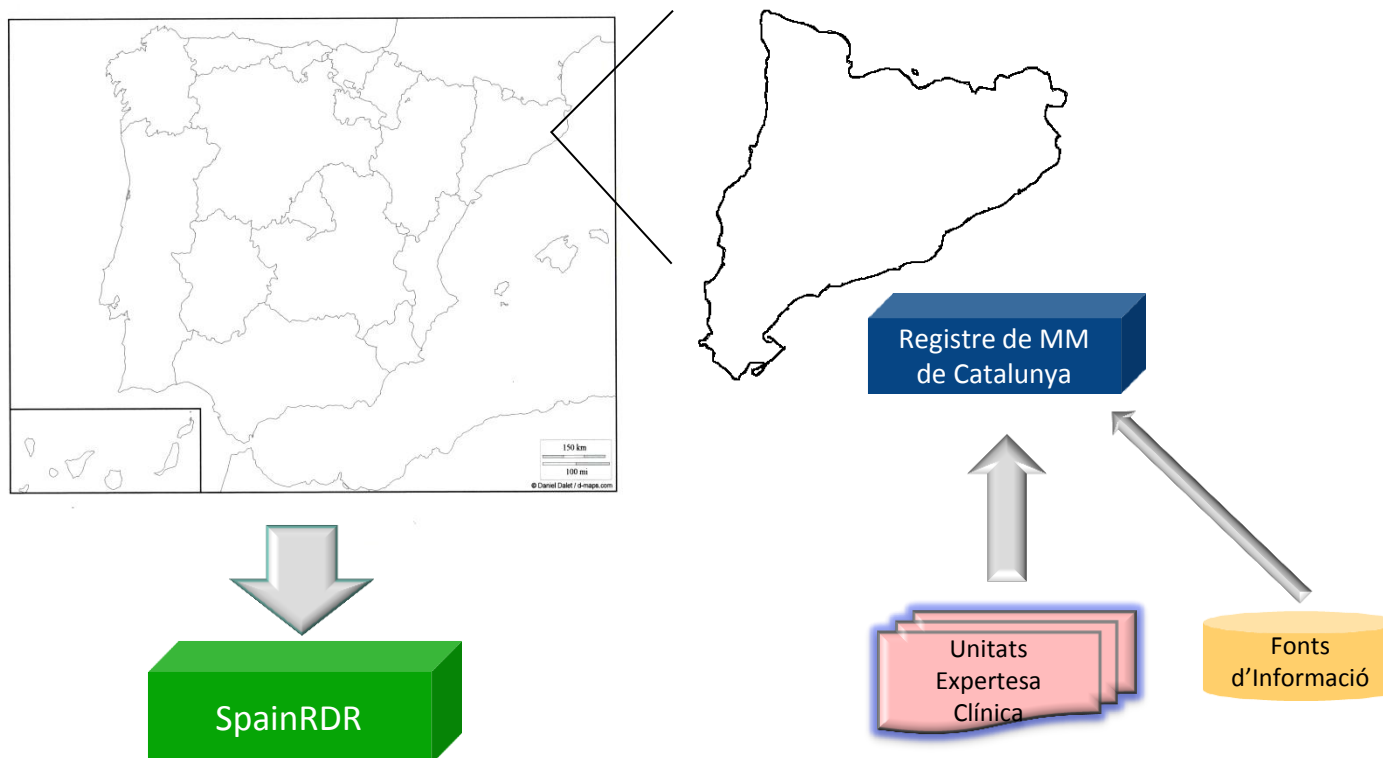 150 km
100 mi
© Daniel Dalet / d-maps.com
Registre de MM
de Catalunya
Unitats
Expertesa
Clínica
Fonts
d’Informació
SpainRDR